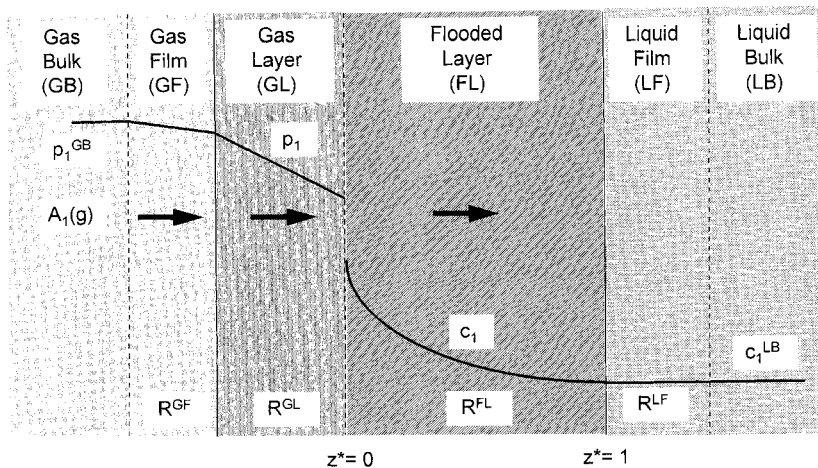 Gas
Bulk
(GB)
Gas
Film
(GF)
Gas
Layer
(GL)
Flooded
Layer
(FL)
Liquid
Film
(LF)
Liquid
Bulk
(LB)
p₁ᴳᴮ
p₁
A₁(g)
c₁
c₁ᴸᴮ
Rᴳᶠ
Rᴳᴸ
Rᶠᴸ
Rᴸᶠ
z*= 0
z*= 1